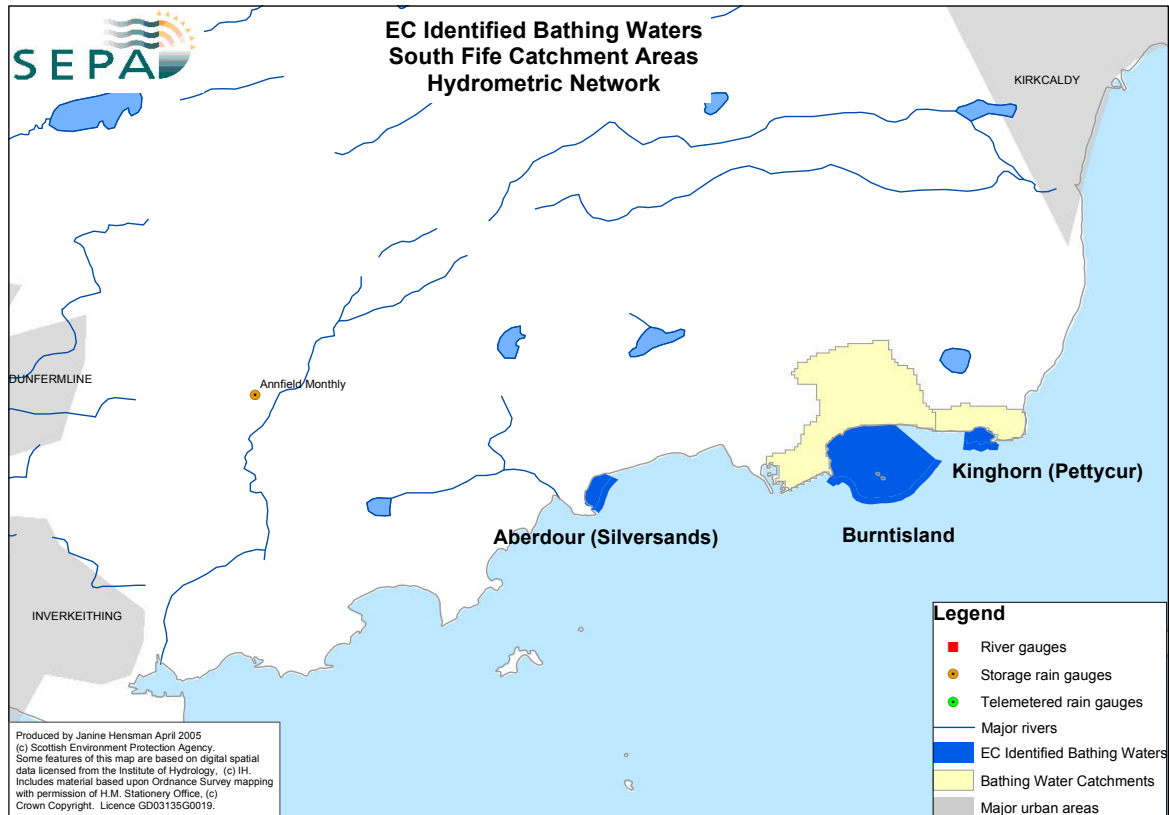 SEPA
EC Identified Bathing Waters
South Fife Catchment Areas
Hydrometric Network
KIRKCALDY
DUNFERMLINE
Annfield Monthly
Kinghorn (Pettycur)
Aberdour (Silversands)
Burntisland
INVERKEITHING
Legend
River gauges
Storage rain gauges
Telemetered rain gauges
Major rivers
EC Identified Bathing Waters
Bathing Water Catchments
Major urban areas
Produced by Janine Hensman April 2005
(c) Scottish Environment Protection Agency.
Some features of this map are based on digital spatial
data licensed from the Institute of Hydrology, (c) IH.
Includes material based upon Ordnance Survey mapping
with permission of H.M. Stationery Office, (c)
Crown Copyright. Licence GD03135G0019.